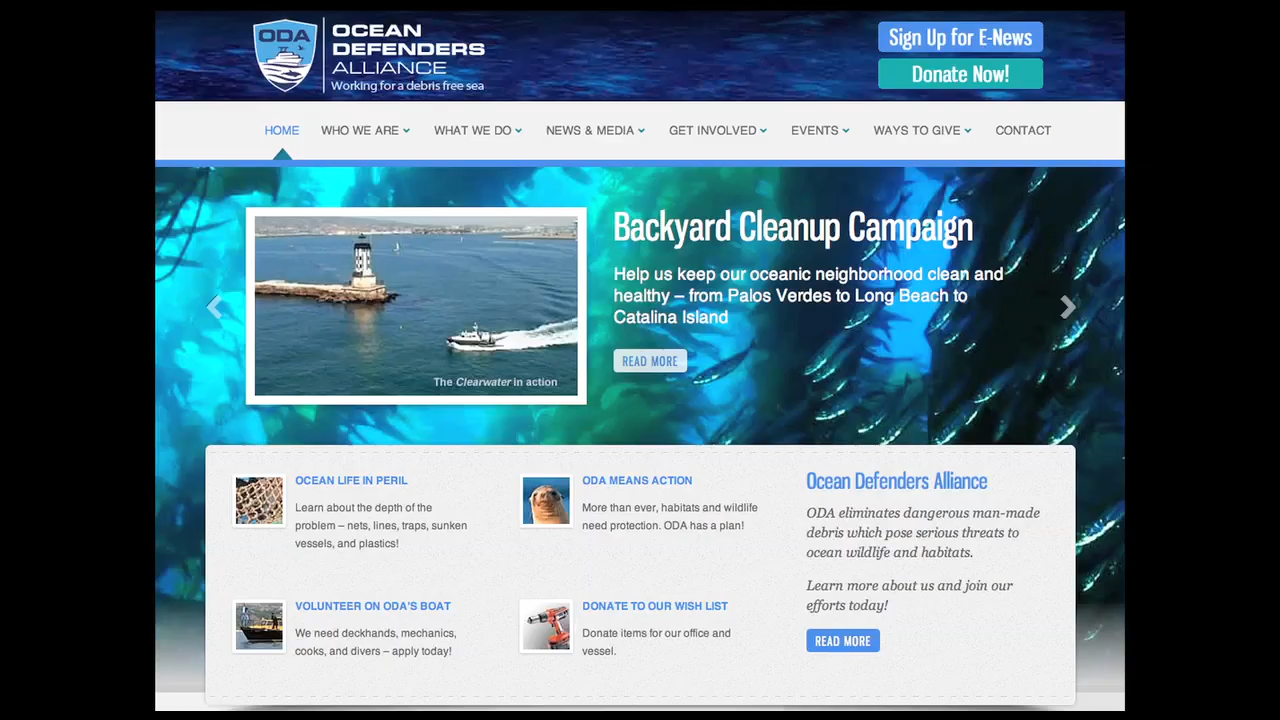 ODA
OCEAN
DEFENDERS
ALLIANCE
Working for a debris free sea
Sign Up for E-News
Donate Now!
HOME WHO WE ARE WHAT WE DO NEWS & MEDIA GET INVOLVED EVENTS WAYS TO GIVE CONTACT
The Clearwater in action
Backyard Cleanup Campaign
Help us keep our oceanic neighborhood clean and
healthy – from Palos Verdes to Long Beach to
Catalina Island
READ MORE
OCEAN LIFE IN PERIL
Learn about the depth of the
problem – nets, lines, traps, sunken
vessels, and plastics!
ODA MEANS ACTION
More than ever, habitats and wildlife
need protection. ODA has a plan!
VOLUNTEER ON ODA'S BOAT
We need deckhands, mechanics,
cooks, and divers – apply today!
DONATE TO OUR WISH LIST
Donate items for our office and
vessel.
Ocean Defenders Alliance
ODA eliminates dangerous man-made
debris which pose serious threats to
ocean wildlife and habitats.
Learn more about us and join our
efforts today!
READ MORE